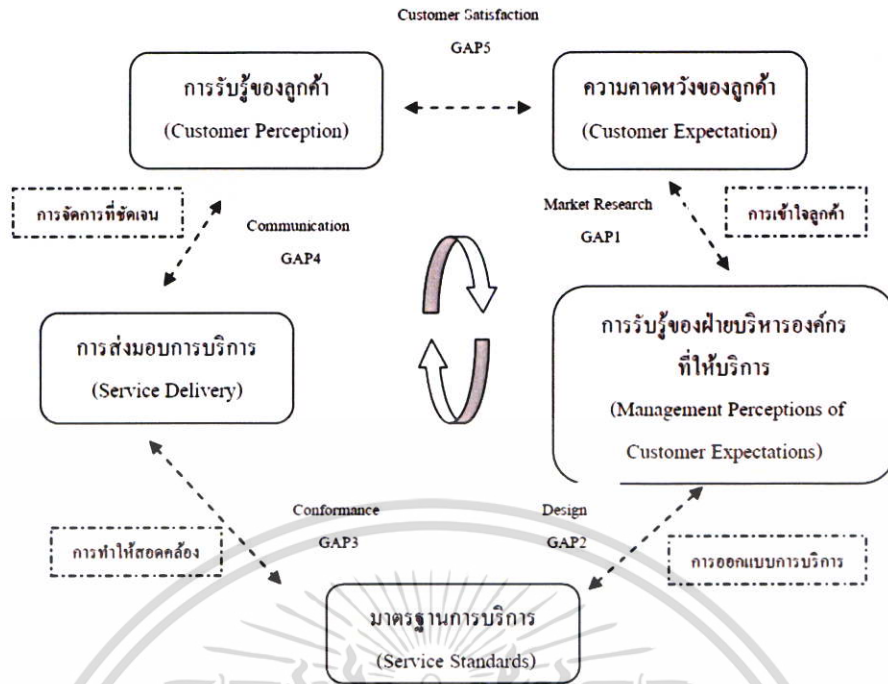 Customer Satisfaction
GAP5
การรับรู้ของลูกค้า
(Customer Perception)
ความคาดหวังของลูกค้า
(Customer Expectation)
การจัดการที่ชัดเจน
Communication
GAP4
Market Research
GAP1
การเข้าใจลูกค้า
การส่งมอบการบริการ
(Service Delivery)
การรับรู้ของฝ่ายบริหารองค์กร
ที่ให้บริการ
(Management Perceptions of
Customer Expectations)
Conformance
GAP3
Design
GAP2
การทำให้สอดคล้อง
การออกแบบการบริการ
มาตรฐานการบริการ
(Service Standards)